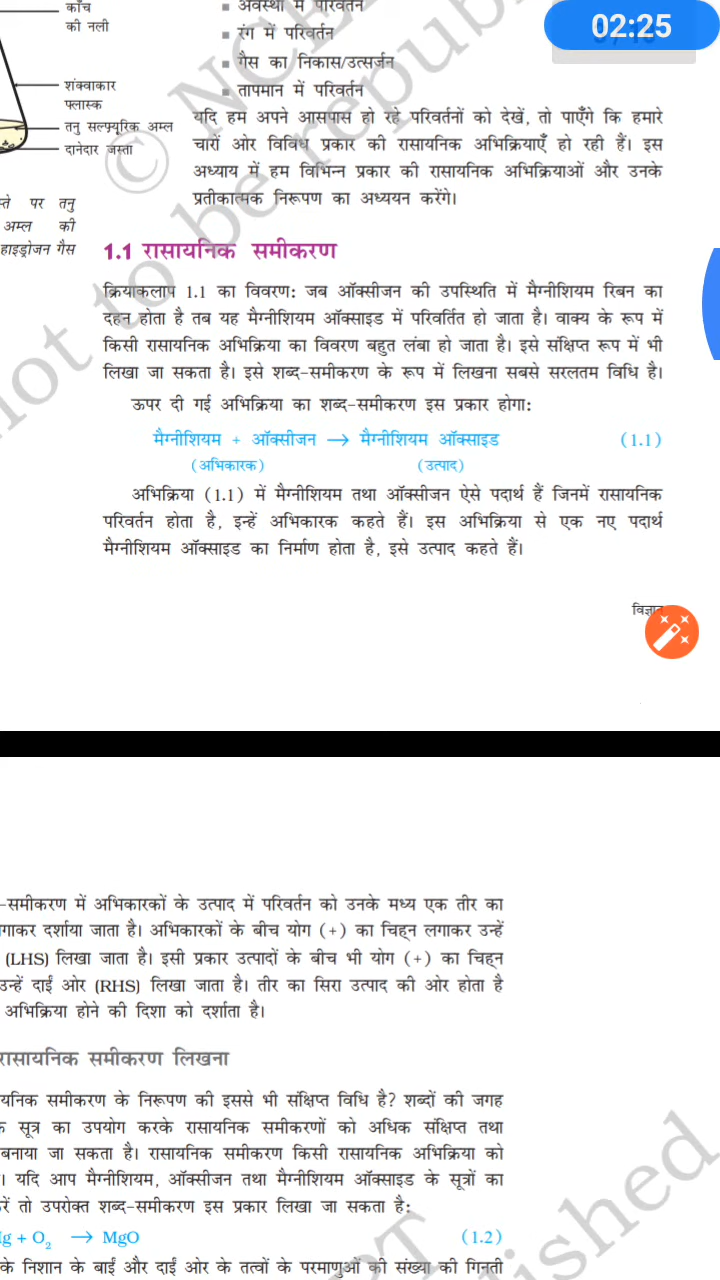 काँच
की नली
शंक्वाकार
फ्लास्क
तनु सल्फ्यूरिक अम्ल
दानेदार जस्ता
पर तनु
अम्ल की
हाइड्रोजन गैस
▪ अवस्था में परिवर्तन
▪ रंग में परिवर्तन
▪ गैस का निकास/उत्सर्जन
▪ तापमान में परिवर्तन
02:25
यदि हम अपने आसपास हो रहे परिवर्तनों को देखें, तो पाएँगे कि हमारे
चारों ओर विविध प्रकार की रासायनिक अभिक्रियाएँ हो रही हैं। इस
अध्याय में हम विभिन्न प्रकार की रासायनिक अभिक्रियाओं और उनके
प्रतीकात्मक निरूपण का अध्ययन करेंगे।
1.1 रासायनिक समीकरण
क्रियाकलाप 1.1 का विवरण: जब ऑक्सीजन की उपस्थिति में मैग्नीशियम रिबन का
दहन होता है तब यह मैग्नीशियम ऑक्साइड में परिवर्तित हो जाता है। वाक्य के रूप में
किसी रासायनिक अभिक्रिया का विवरण बहुत लंबा हो जाता है। इसे संक्षिप्त रूप में भी
लिखा जा सकता है। इसे शब्द-समीकरण के रूप में लिखना सबसे सरलतम विधि है।
ऊपर दी गई अभिक्रिया का शब्द-समीकरण इस प्रकार होगा:
मैग्नीशियम + ऑक्सीजन → मैग्नीशियम ऑक्साइड (1.1)
(अभिकारक) (उत्पाद)
अभिक्रिया (1.1) में मैग्नीशियम तथा ऑक्सीजन ऐसे पदार्थ हैं जिनमें रासायनिक
परिवर्तन होता है, इन्हें अभिकारक कहते हैं। इस अभिक्रिया से एक नए पदार्थ
मैग्नीशियम ऑक्साइड का निर्माण होता है, इसे उत्पाद कहते हैं।
© NCE
not to be republ
-समीकरण में अभिकारकों के उत्पाद में परिवर्तन को उनके मध्य एक तीर का
दर्शाया जाता है। अभिकारकों के बीच योग (+) का चिह्न लगाकर उन्हें
(LHS) लिखा जाता है। इसी प्रकार उत्पादों के बीच भी योग (+) का चिह्न
उन्हें दाईं ओर (RHS) लिखा जाता है। तीर का सिरा उत्पाद की ओर होता है
अभिक्रिया होने की दिशा को दर्शाता है।
रासायनिक समीकरण लिखना
समीकरण के निरूपण की इससे भी संक्षिप्त विधि है? शब्दों की जगह
सूत्र का उपयोग करके रासायनिक समीकरणों को अधिक संक्षिप्त तथा
बनाया जा सकता है। रासायनिक समीकरण किसी रासायनिक अभिक्रिया को
। यदि आप मैग्नीशियम, ऑक्सीजन तथा मैग्नीशियम ऑक्साइड के सूत्रों का
तो उपरोक्त शब्द-समीकरण इस प्रकार लिखा जा सकता है:
+ O₂ → MgO (1.2)
के निशान के बाईं और दाईं ओर के तत्वों के परमाणुओं की संख्या की गिनती